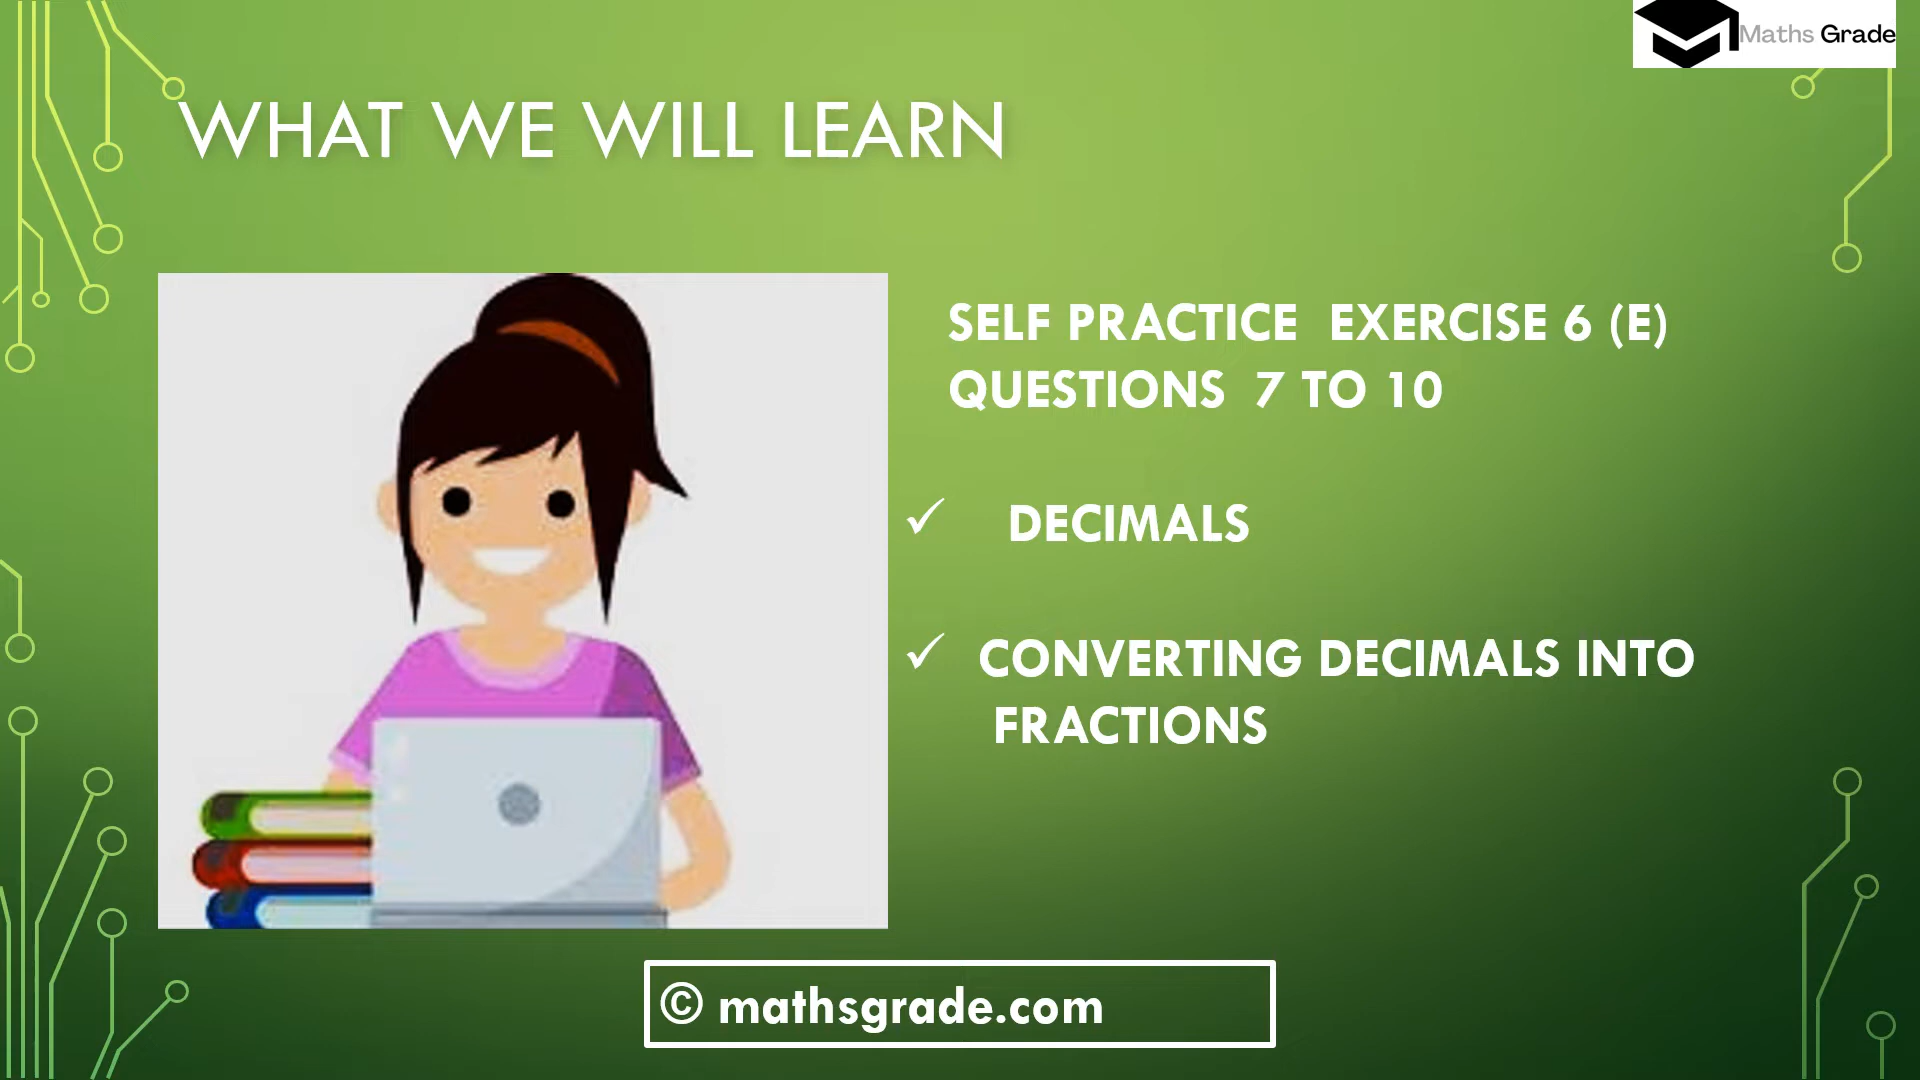 Maths Grade
WHAT WE WILL LEARN
SELF PRACTICE EXERCISE 6 (E)
QUESTIONS 7 TO 10
✓ DECIMALS
✓ CONVERTING DECIMALS INTO
FRACTIONS
© mathsgrade.com